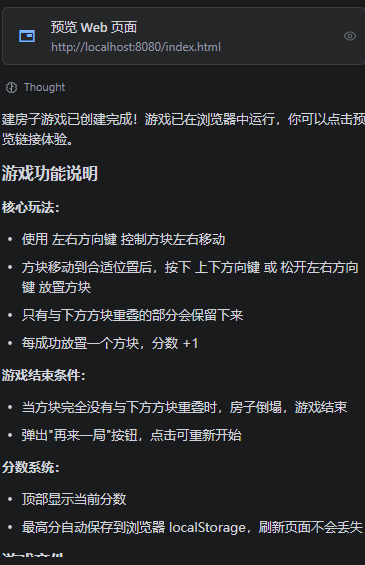 预览 Web 页面
http://localhost:8080/index.html
Thought
建房子游戏已创建完成！游戏已在浏览器中运行，你可以点击预
览链接体验。
游戏功能说明
核心玩法：
• 使用 左右方向键 控制方块左右移动
• 方块移动到合适位置后，按下 上下方向键 或 松开左右方向
键 放置方块
• 只有与下方方块重叠的部分会保留下来
• 每成功放置一个方块，分数 +1
游戏结束条件：
• 当方块完全没有与下方方块重叠时，房子倒塌，游戏结束
• 弹出"再来一局"按钮，点击可重新开始
分数系统：
• 顶部显示当前分数
• 最高分自动保存到浏览器 localStorage，刷新页面不会丢失